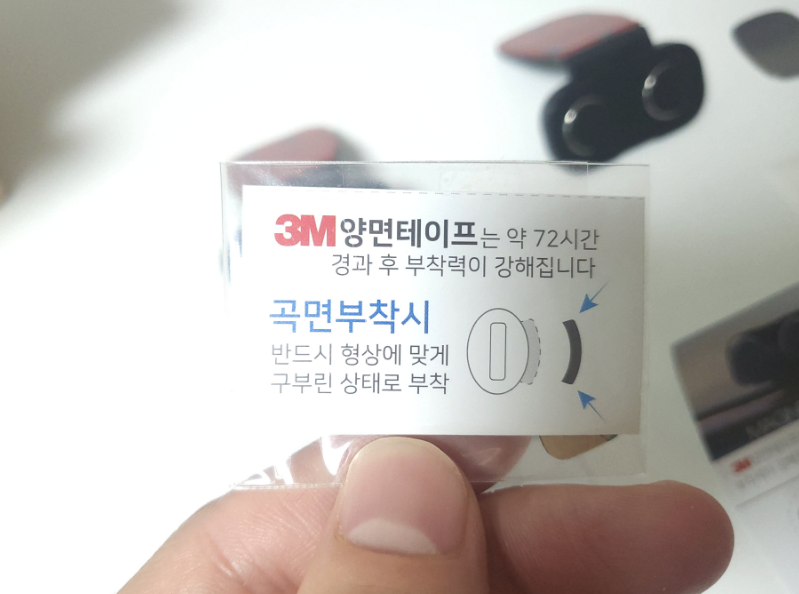 3M 양면테이프는 약 72시간
경과 후 부착력이 강해집니다
곡면부착시
반드시 형상에 맞게
구부린 상태로 부착
3M